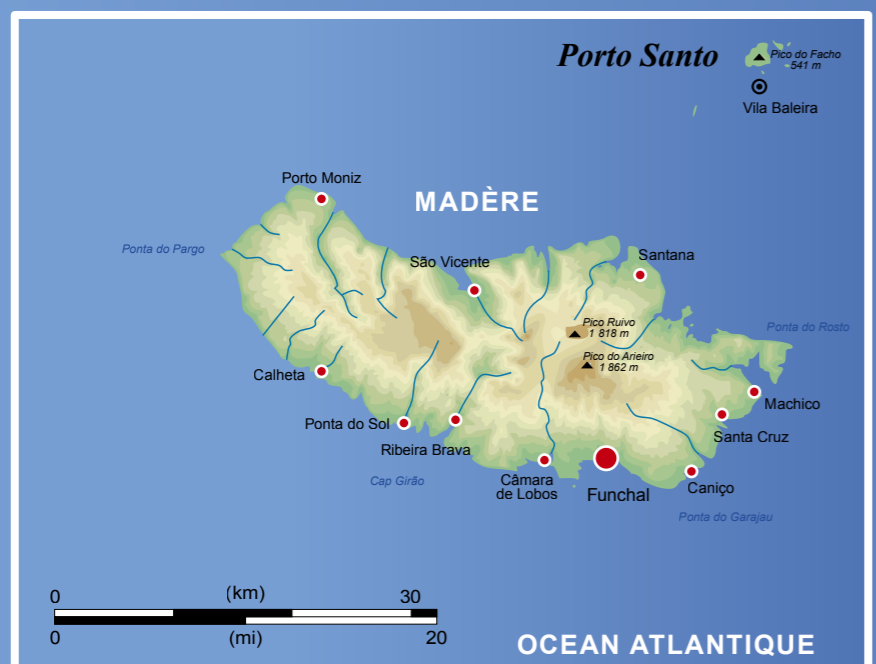 Porto Santo
Pico do Facho
541 m
Vila Baleira
Porto Moniz
MADÈRE
Ponta do Pargo
São Vicente
Santana
Pico Ruivo
1 818 m
Ponta do Rosto
Pico do Arieiro
1 862 m
Calheta
Machico
Ponta do Sol
Santa Cruz
Ribeira Brava
Cap Girão
Câmara
de Lobos
Funchal
Caniço
Ponta do Garajau
0 (km) 30
0 (mi) 20
OCEAN ATLANTIQUE